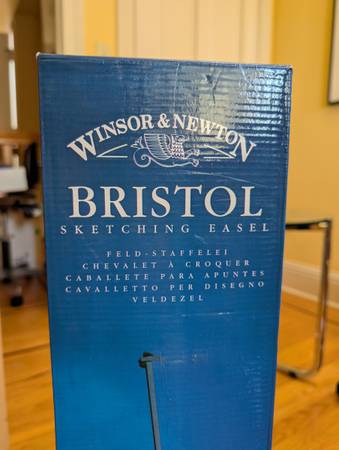 WINSOR & NEWTON
BRISTOL
SKETCHING EASEL
FELD-STAFFELEI
CHEVALET À CROQUER
CABALLETE PARA APUNTES
CAVALLETTO PER DISEGNO
VELDEZEL